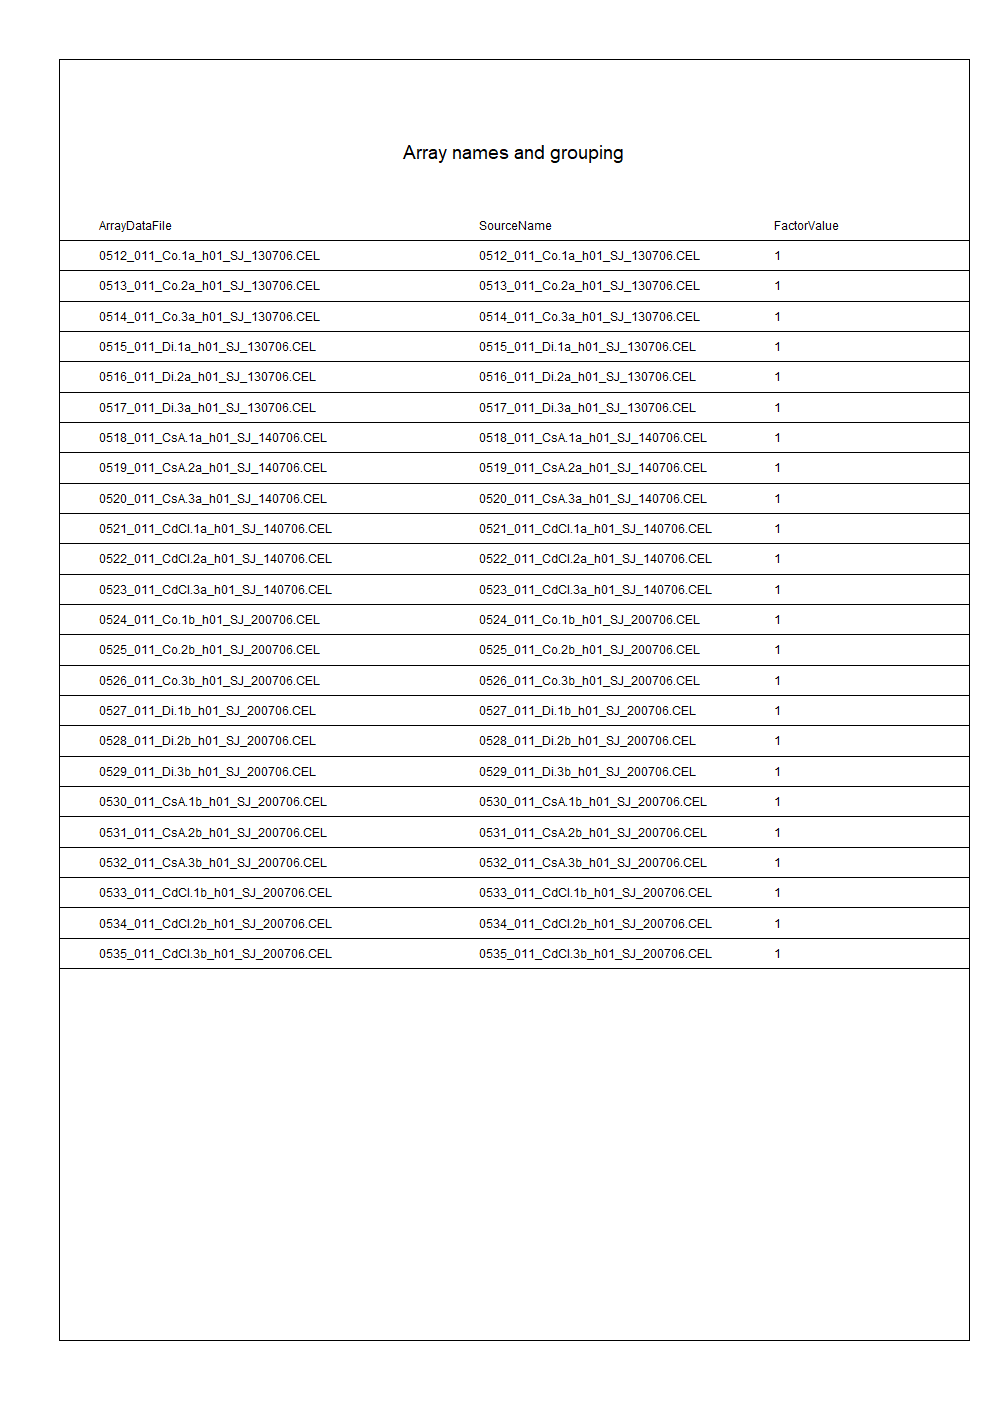 Array names and grouping
ArrayDataFile SourceName FactorValue
0512_011_Co.1a_h01_SJ_130706.CEL 0512_011_Co.1a_h01_SJ_130706.CEL 1
0513_011_Co.2a_h01_SJ_130706.CEL 0513_011_Co.2a_h01_SJ_130706.CEL 1
0514_011_Co.3a_h01_SJ_130706.CEL 0514_011_Co.3a_h01_SJ_130706.CEL 1
0515_011_Di.1a_h01_SJ_130706.CEL 0515_011_Di.1a_h01_SJ_130706.CEL 1
0516_011_Di.2a_h01_SJ_130706.CEL 0516_011_Di.2a_h01_SJ_130706.CEL 1
0517_011_Di.3a_h01_SJ_130706.CEL 0517_011_Di.3a_h01_SJ_130706.CEL 1
0518_011_CsA.1a_h01_SJ_140706.CEL 0518_011_CsA.1a_h01_SJ_140706.CEL 1
0519_011_CsA.2a_h01_SJ_140706.CEL 0519_011_CsA.2a_h01_SJ_140706.CEL 1
0520_011_CsA.3a_h01_SJ_140706.CEL 0520_011_CsA.3a_h01_SJ_140706.CEL 1
0521_011_CdCl.1a_h01_SJ_140706.CEL 0521_011_CdCl.1a_h01_SJ_140706.CEL 1
0522_011_CdCl.2a_h01_SJ_140706.CEL 0522_011_CdCl.2a_h01_SJ_140706.CEL 1
0523_011_CdCl.3a_h01_SJ_140706.CEL 0523_011_CdCl.3a_h01_SJ_140706.CEL 1
0524_011_Co.1b_h01_SJ_200706.CEL 0524_011_Co.1b_h01_SJ_200706.CEL 1
0525_011_Co.2b_h01_SJ_200706.CEL 0525_011_Co.2b_h01_SJ_200706.CEL 1
0526_011_Co.3b_h01_SJ_200706.CEL 0526_011_Co.3b_h01_SJ_200706.CEL 1
0527_011_Di.1b_h01_SJ_200706.CEL 0527_011_Di.1b_h01_SJ_200706.CEL 1
0528_011_Di.2b_h01_SJ_200706.CEL 0528_011_Di.2b_h01_SJ_200706.CEL 1
0529_011_Di.3b_h01_SJ_200706.CEL 0529_011_Di.3b_h01_SJ_200706.CEL 1
0530_011_CsA.1b_h01_SJ_200706.CEL 0530_011_CsA.1b_h01_SJ_200706.CEL 1
0531_011_CsA.2b_h01_SJ_200706.CEL 0531_011_CsA.2b_h01_SJ_200706.CEL 1
0532_011_CsA.3b_h01_SJ_200706.CEL 0532_011_CsA.3b_h01_SJ_200706.CEL 1
0533_011_CdCl.1b_h01_SJ_200706.CEL 0533_011_CdCl.1b_h01_SJ_200706.CEL 1
0534_011_CdCl.2b_h01_SJ_200706.CEL 0534_011_CdCl.2b_h01_SJ_200706.CEL 1
0535_011_CdCl.3b_h01_SJ_200706.CEL 0535_011_CdCl.3b_h01_SJ_200706.CEL 1